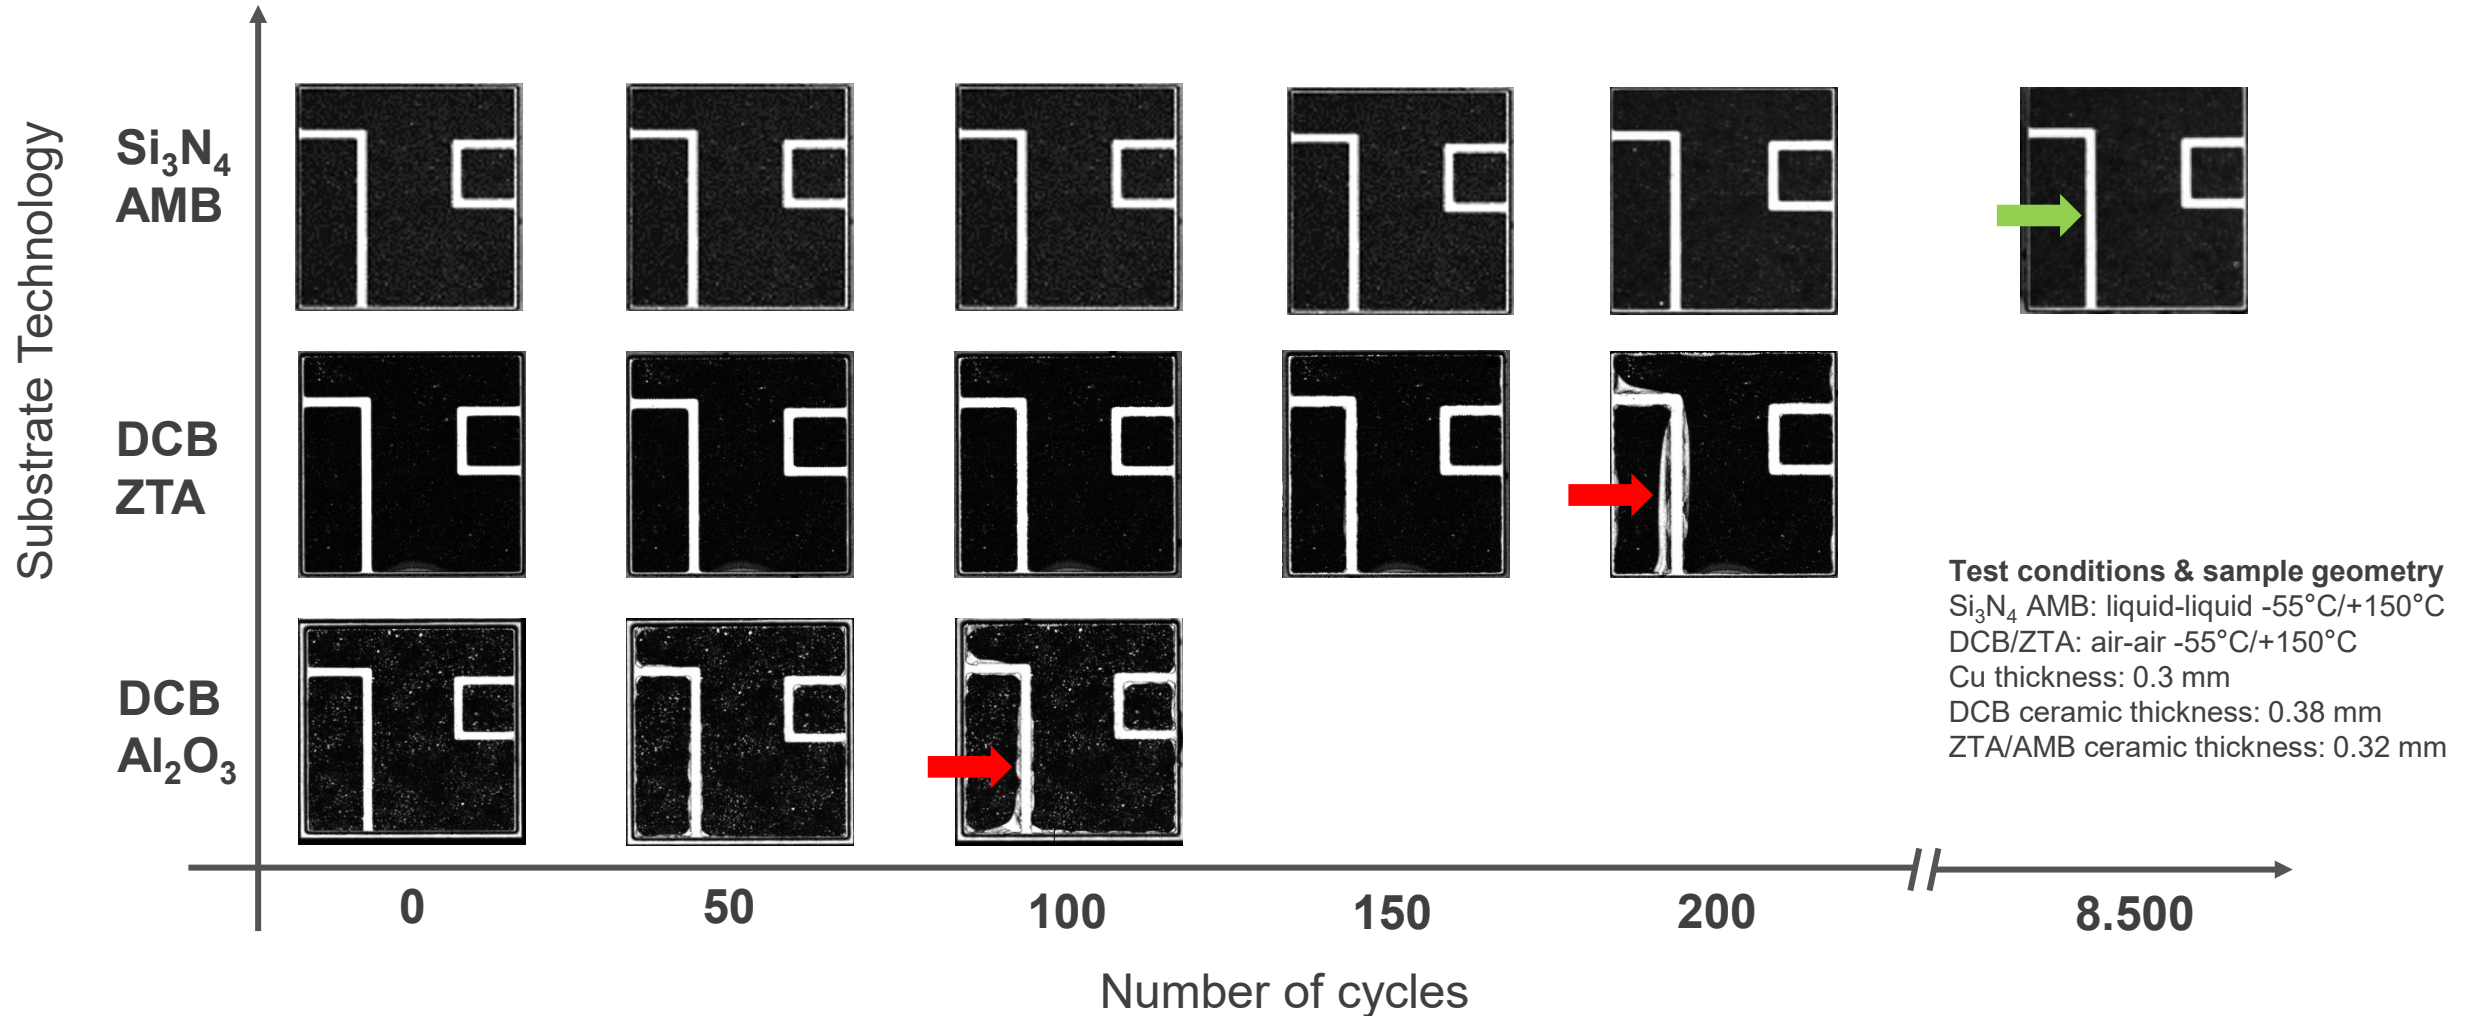 Substrate Technology
Si₃N₄
AMB
DCB
ZTA
DCB
Al₂O₃
Test conditions & sample geometry
Si₃N₄ AMB: liquid-liquid -55°C/+150°C
DCB/ZTA: air-air -55°C/+150°C
Cu thickness: 0.3 mm
DCB ceramic thickness: 0.38 mm
ZTA/AMB ceramic thickness: 0.32 mm
0
50
100
150
200
8.500
Number of cycles